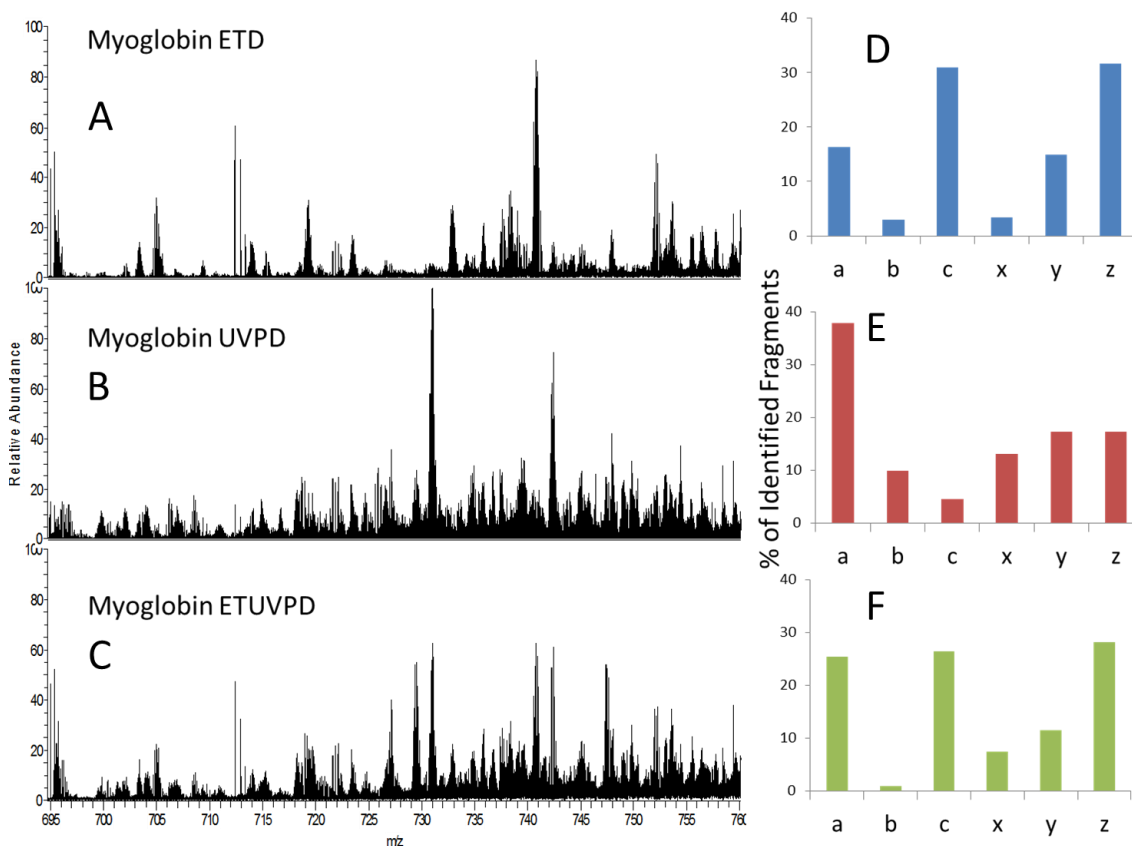 Myoglobin ETD
A
100
80
60
40
20
0
Myoglobin UVPD
B
100
80
60
40
20
0
Myoglobin ETUVPD
C
100
80
60
40
20
0
Relative Abundance
695 700 705 710 715 720 725 730 735 740 745 750 755 760
m/z
D
40
30
20
10
0
a b c x y z
% of Identified Fragments
E
40
30
20
10
0
a b c x y z
F
40
30
20
10
0
a b c x y z